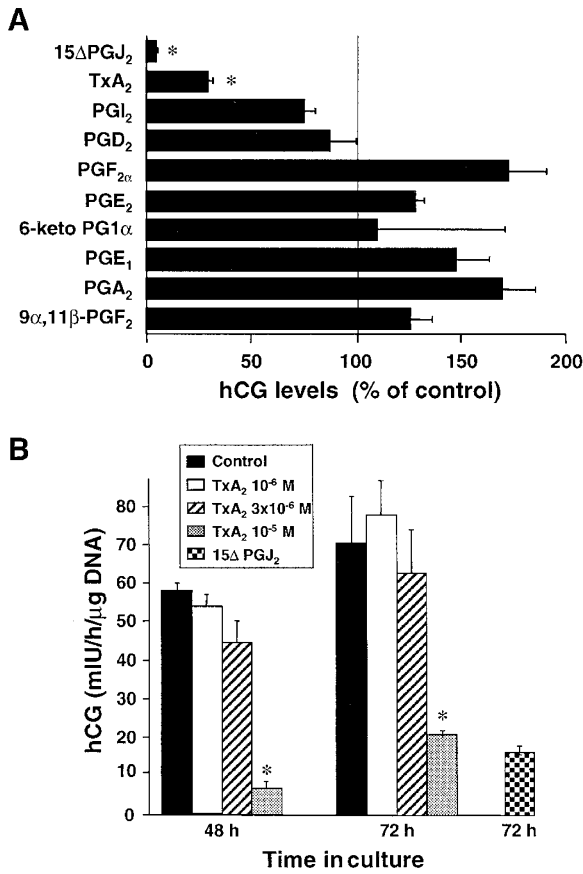 A
15ΔPGJ₂ *
TxA₂ *
PGI₂
PGD₂
PGF₂α
PGE₂
6-keto PG1α
PGE₁
PGA₂
9α,11β-PGF₂
0 50 100 150 200
hCG levels (% of control)
B
Control
TxA₂ 10⁻⁶ M
TxA₂ 3x10⁻⁶ M
TxA₂ 10⁻⁵ M
15Δ PGJ₂
hCG (mIU/h/µg DNA)
80
70
60
50
40
30
20
10
0
*
*
48 h 72 h 72 h
Time in culture